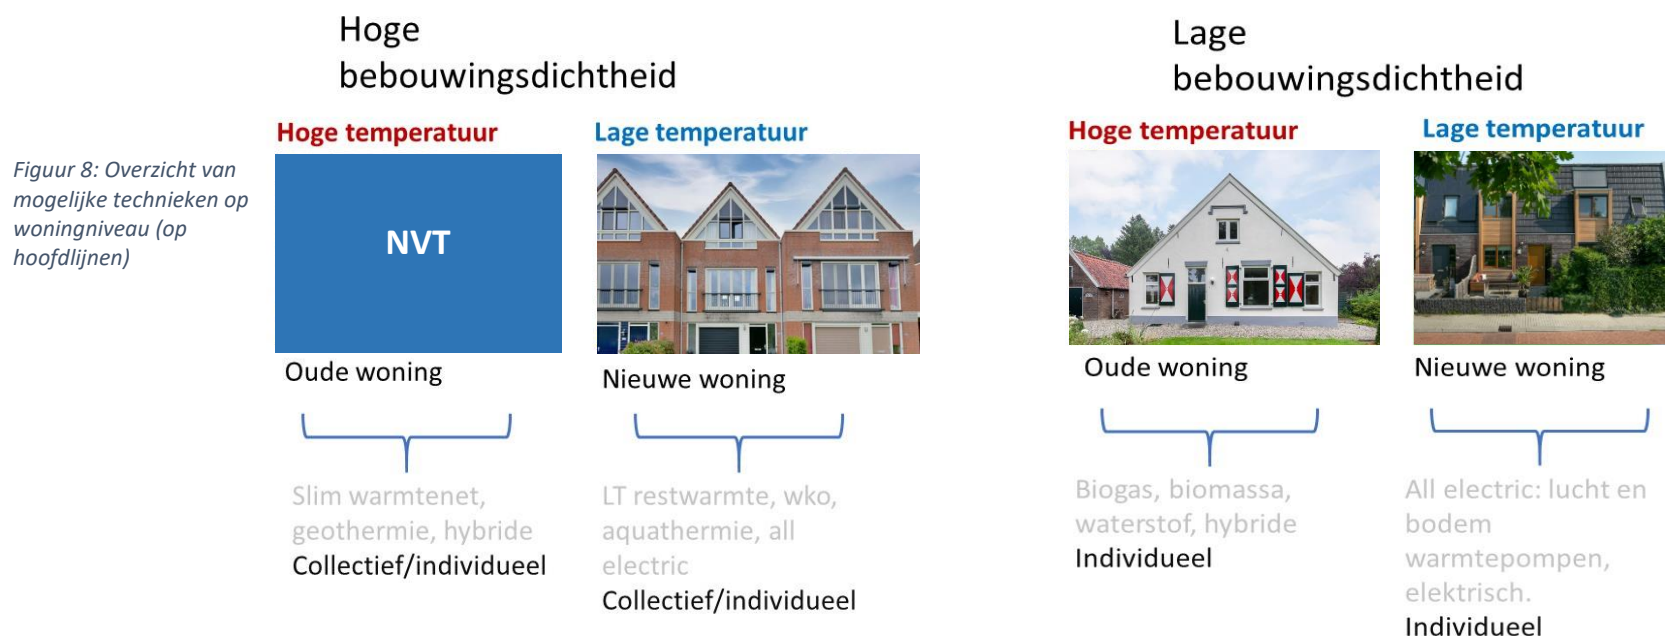 Figuur 8: Overzicht van
mogelijke technieken op
woningniveau (op
hoofdlijnen)
Hoge
bebouwingsdichtheid
Hoge temperatuur
NVT
Oude woning
Slim warmtenet,
geothermie, hybride
Collectief/individueel
Lage temperatuur
Nieuwe woning
LT restwarmte, wko,
aquathermie, all
electric
Collectief/individueel
Lage
bebouwingsdichtheid
Hoge temperatuur
Oude woning
Biogas, biomassa,
waterstof, hybride
Individueel
Lage temperatuur
Nieuwe woning
All electric: lucht en
bodem
warmtepompen,
elektrisch.
Individueel